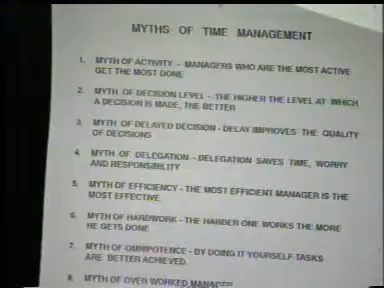 MYTHS OF TIME MANAGEMENT
1. MYTH OF ACTIVITY - MANAGERS WHO ARE THE MOST ACTIVE
GET THE MOST DONE
2. MYTH OF DECISION LEVEL - THE HIGHER THE LEVEL AT WHICH
A DECISION IS MADE, THE BETTER
3. MYTH OF DELAYED DECISION - DELAY IMPROVES THE QUALITY
OF DECISIONS
4. MYTH OF DELEGATION - DELEGATION SAVES TIME, WORRY
AND RESPONSIBILITY
5. MYTH OF EFFICIENCY - THE MOST EFFICIENT MANAGER IS THE
MOST EFFECTIVE
6. MYTH OF HARDWORK - THE HARDER ONE WORKS THE MORE
HE GETS DONE
7. MYTH OF OMNIPOTENCE - BY DOING IT YOURSELF TASKS
ARE BETTER ACHIEVED.
8. MYTH OF OVER WORKED MANAGER